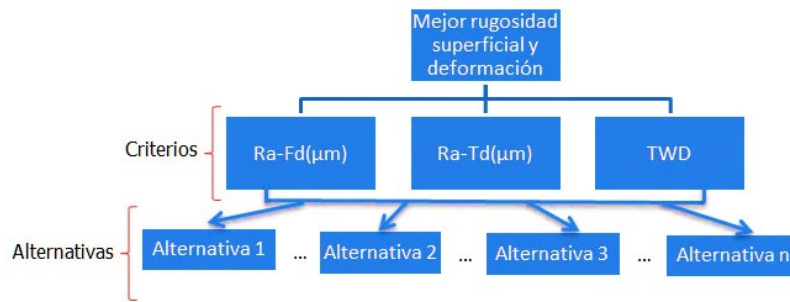 Mejor rugosidad
superficial y
deformación
Criterios
Ra-Fd(μm)
Ra-Td(μm)
TWD
Alternativas
Alternativa 1
...
Alternativa 2
...
Alternativa 3
...
Alternativa n